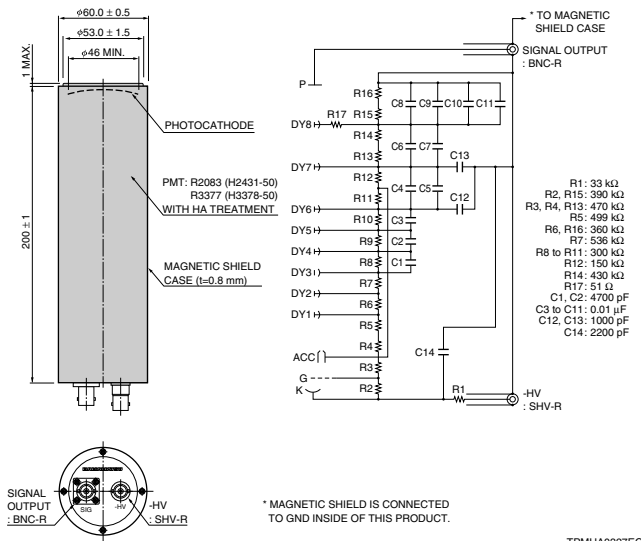 φ60.0 ± 0.5
φ53.0 ± 1.5
φ46 MIN.
1 MAX.
200 ± 1
PHOTOCATHODE
PMT: R2083 (H2431-50)
R3377 (H3378-50)
WITH HA TREATMENT
MAGNETIC SHIELD
CASE (t=0.8 mm)
* TO MAGNETIC
SHIELD CASE
SIGNAL OUTPUT
: BNC-R
P
R16
C8
C9
C10
C11
R17
R15
DY8
R14
C6
C7
R13
C13
DY7
R12
C4
C5
R11
C12
DY6
R10
C3
DY5
R9
C2
DY4
R8
C1
DY3
R7
DY2
R6
DY1
R5
R4
C14
ACC
R3
G
R2
K
R1
-HV
: SHV-R
R1: 33 kΩ
R2, R15: 390 kΩ
R3, R4, R13: 470 kΩ
R5: 499 kΩ
R6, R16: 360 kΩ
R7: 536 kΩ
R8 to R11: 300 kΩ
R12: 150 kΩ
R14: 430 kΩ
R17: 51 Ω
C1, C2: 4700 pF
C3 to C11: 0.01 µF
C12, C13: 1000 pF
C14: 2200 pF
SIGNAL
OUTPUT
: BNC-R
SIG
-HV
-HV
: SHV-R
* MAGNETIC SHIELD IS CONNECTED
TO GND INSIDE OF THIS PRODUCT.